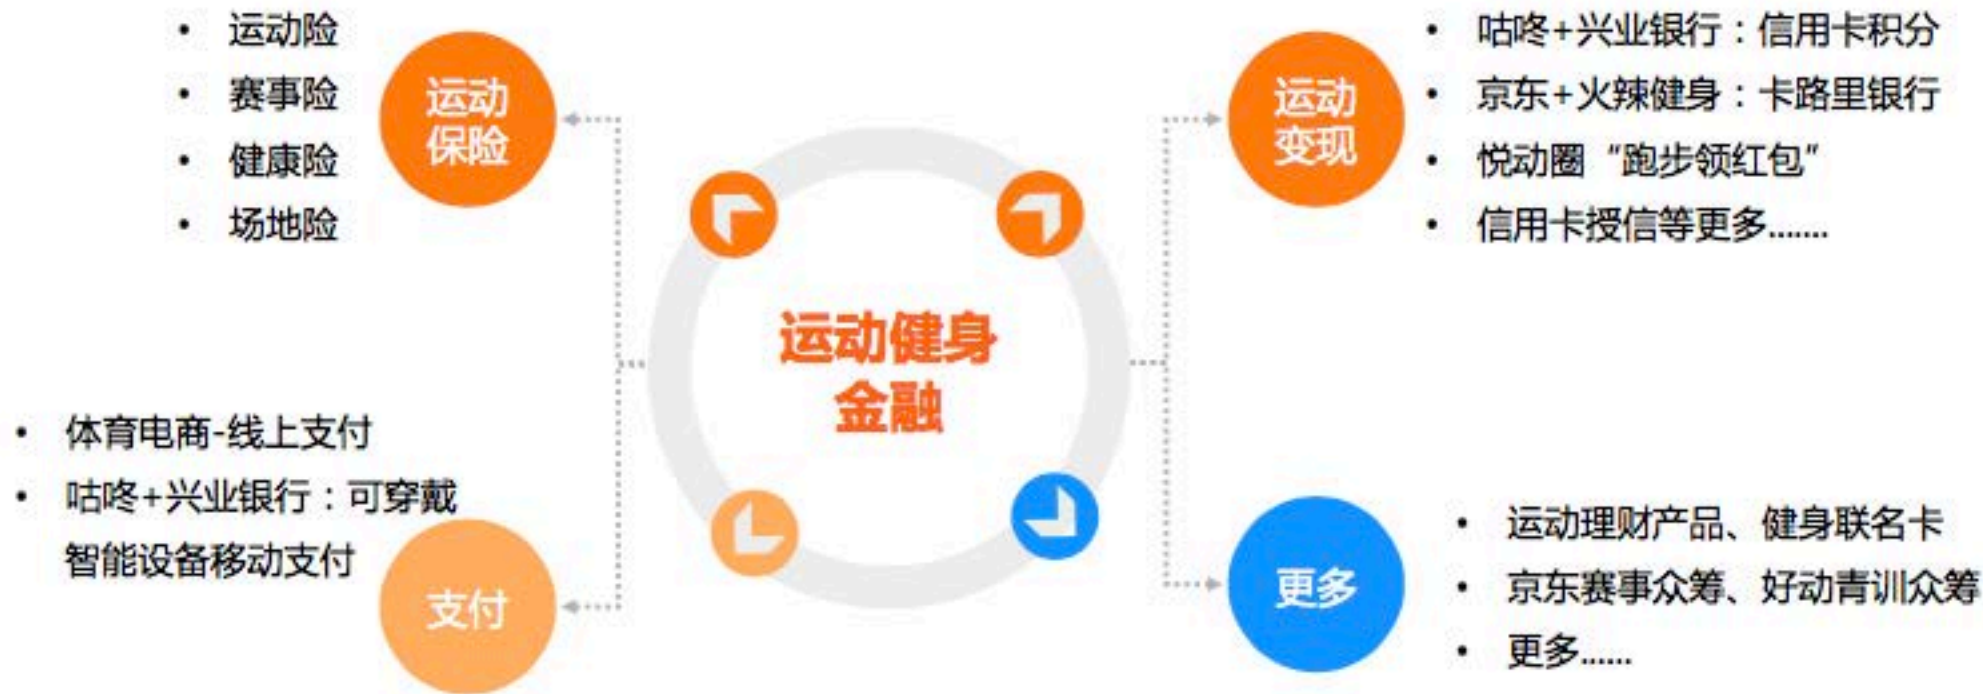 • 运动险
• 赛事险
• 健康险
• 场地险
运动
保险
运动
变现
• 咕咚+兴业银行：信用卡积分
• 京东+火辣健身：卡路里银行
• 悦动圈“跑步领红包”
• 信用卡授信等更多.......
运动健身
金融
• 体育电商-线上支付
• 咕咚+兴业银行：可穿戴
智能设备移动支付
支付
更多
• 运动理财产品、健身联名卡
• 京东赛事众筹、好动青训众筹
• 更多......